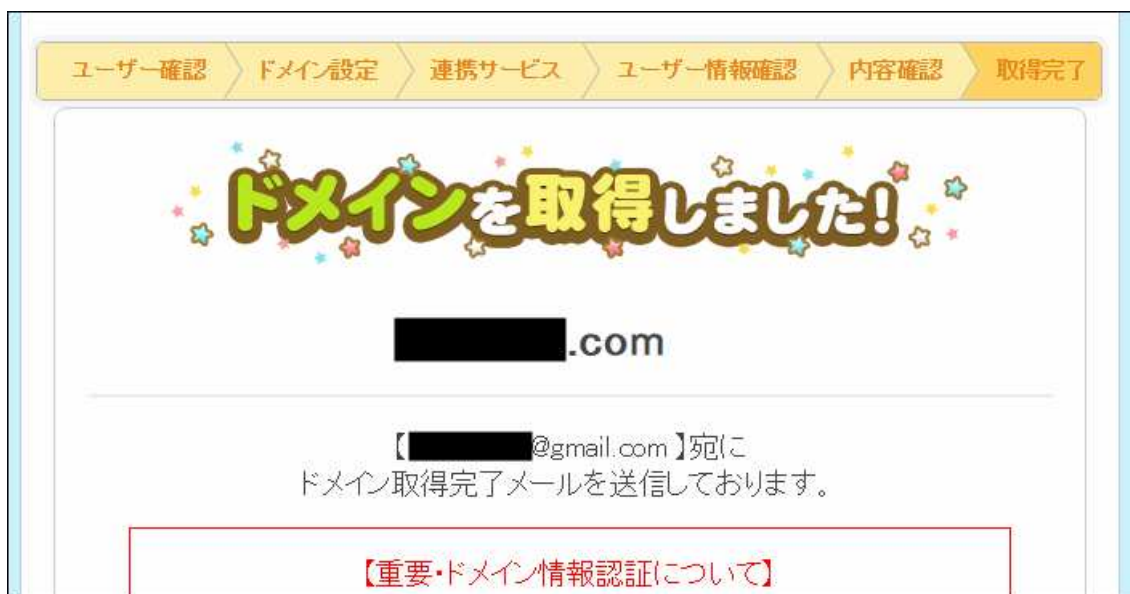 ユーザー確認 ドメイン設定 連携サービス ユーザー情報確認 内容確認 取得完了
ドメインを取得しました!
.com
【 @gmail.com 】宛に
ドメイン取得完了メールを送信しております。
【重要・ドメイン情報認証について】